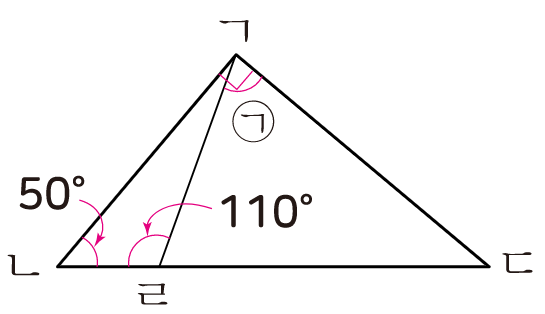 ㄱ
㉠
50°
110°
ㄴ
ㄷ
ㄹ